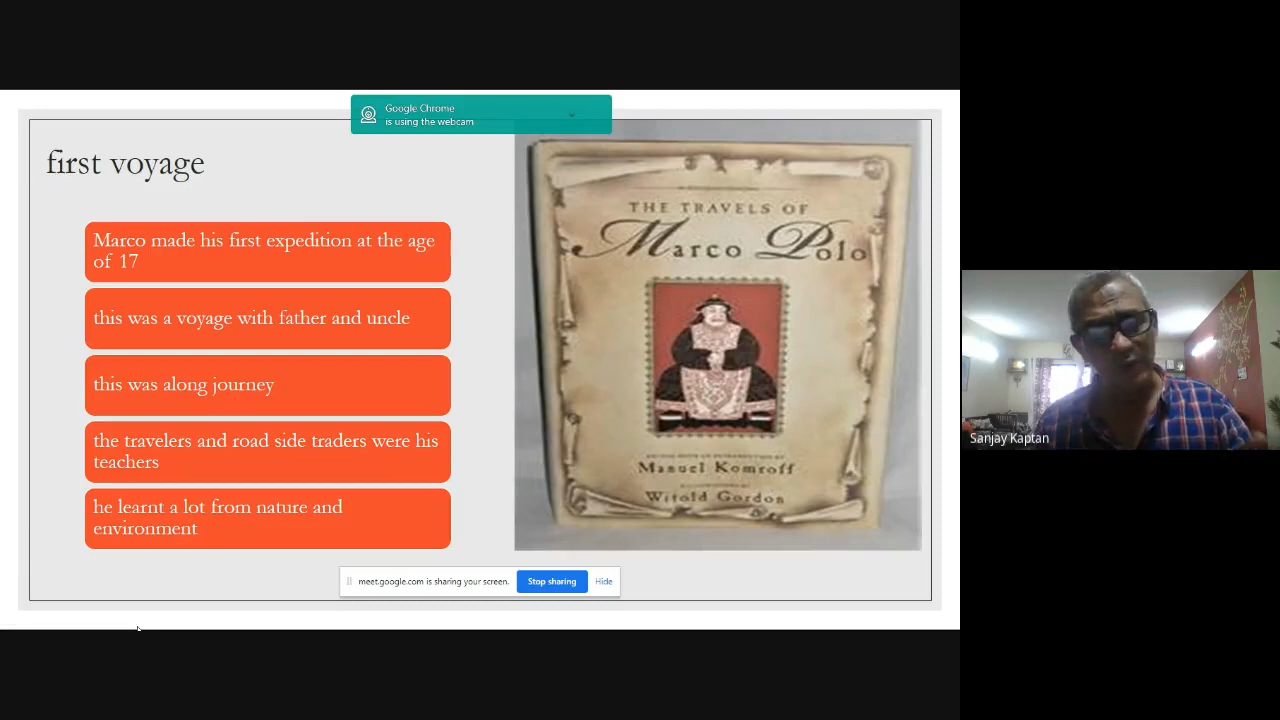 Google Chrome
is using the webcam
first voyage
Marco made his first expedition at the age
of 17
this was a voyage with father and uncle
this was along journey
the travelers and road side traders were his
teachers
he learnt a lot from nature and
environment
THE TRAVELS OF
Marco Polo
Manuel Komroff
Witold Gordon
meet.google.com is sharing your screen.
Stop sharing
Hide
Sanjay Kaptan